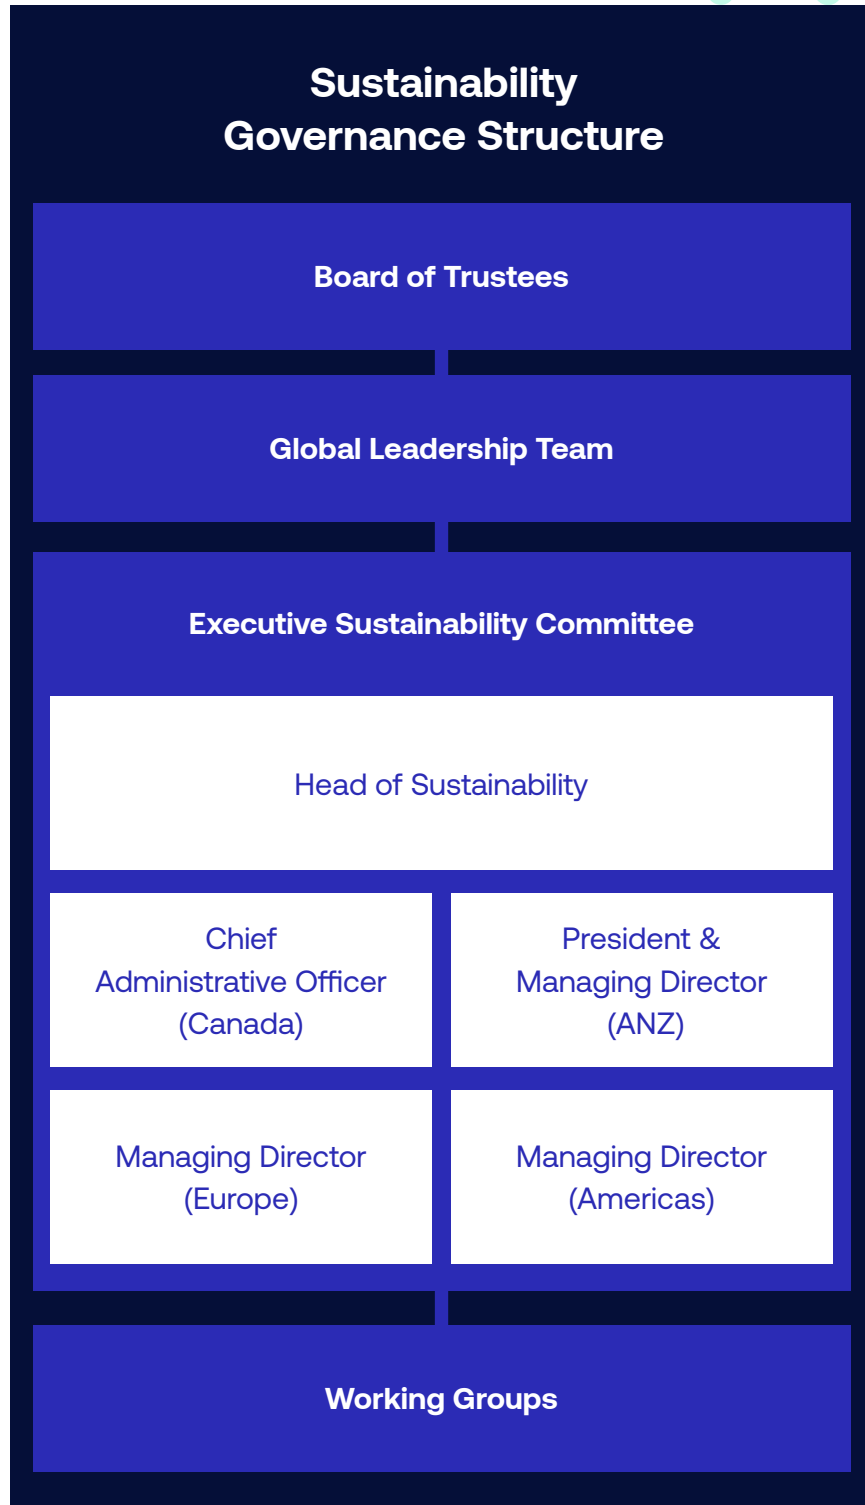 Sustainability
Governance Structure
Board of Trustees
Global Leadership Team
Executive Sustainability Committee
Head of Sustainability
Chief
Administrative Officer
(Canada)
President &
Managing Director
(ANZ)
Managing Director
(Europe)
Managing Director
(Americas)
Working Groups